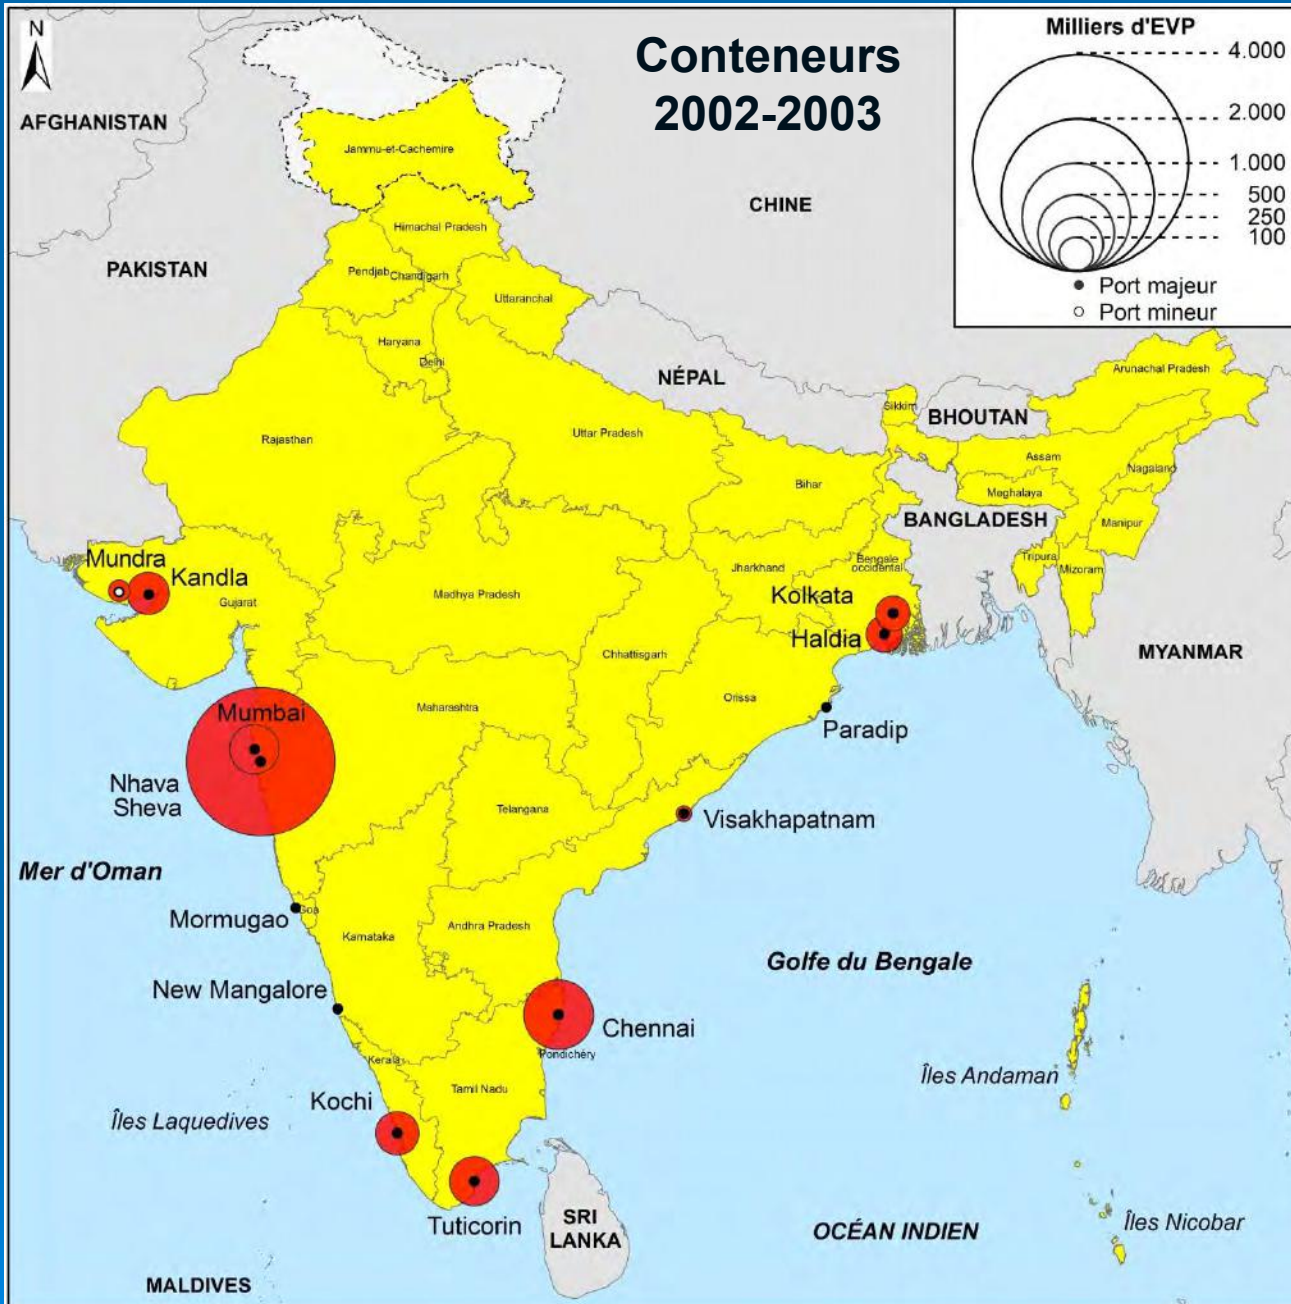 N
Conteneurs
2002-2003
Milliers d'EVP
4.000
2.000
1.000
500
250
100
Port majeur
Port mineur
AFGHANISTAN
PAKISTAN
CHINE
NÉPAL
BHOUTAN
BANGLADESH
MYANMAR
SRI
LANKA
MALDIVES
Jammu-et-Cachemire
Himachal Pradesh
Pendjab
Chandigarh
Uttaranchal
Haryana
Delhi
Rajasthan
Uttar Pradesh
Sikkim
Arunachal Pradesh
Assam
Nagaland
Meghalaya
Manipur
Tripura
Mizoram
Bihar
Jharkhand
Bengale
occidental
Gujarat
Madhya Pradesh
Chhattisgarh
Orissa
Maharashtra
Telangana
Goa
Karnataka
Andhra Pradesh
Pondichéry
Kerala
Tamil Nadu
Mundra
Kandla
Kolkata
Haldia
Paradip
Visakhapatnam
Mumbai
Nhava
Sheva
Mormugao
New Mangalore
Chennai
Kochi
Tuticorin
Mer d'Oman
Golfe du Bengale
OCÉAN INDIEN
Îles Laquedives
Îles Andaman
Îles Nicobar